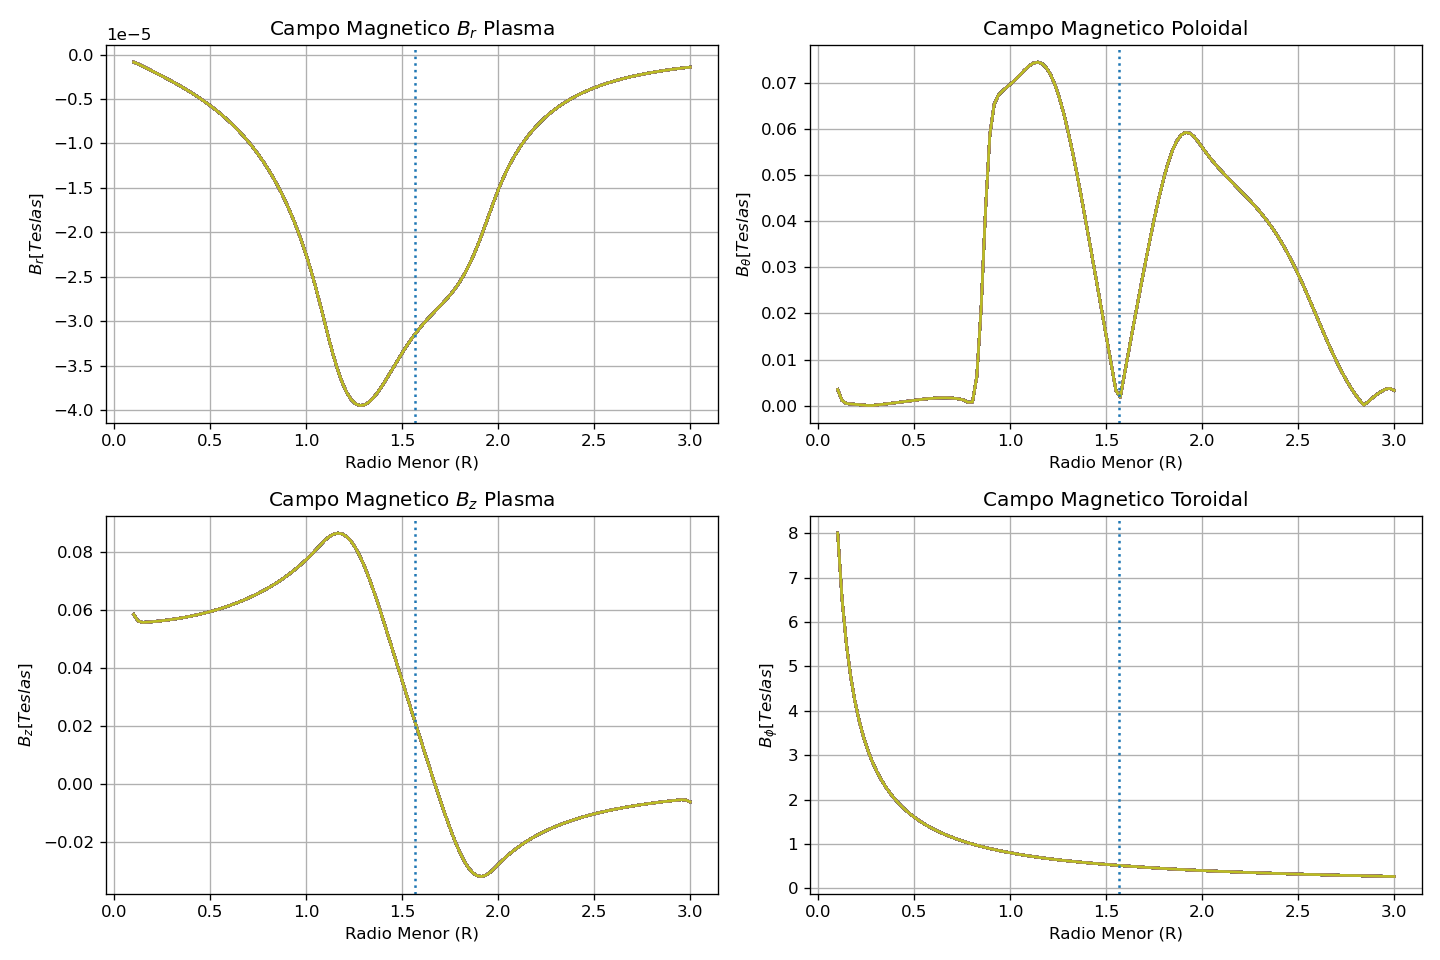 Campo Magnetico $B_r$ Plasma
1e−5
0.0
−0.5
−1.0
−1.5
−2.0
−2.5
−3.0
−3.5
−4.0
$B_r[Teslas]$
0.0 0.5 1.0 1.5 2.0 2.5 3.0
Radio Menor (R)
Campo Magnetico Poloidal
0.07
0.06
0.05
0.04
0.03
0.02
0.01
0.00
$B_θ[Teslas]$
0.0 0.5 1.0 1.5 2.0 2.5 3.0
Radio Menor (R)
Campo Magnetico $B_z$ Plasma
0.08
0.06
0.04
0.02
0.00
−0.02
$B_z[Teslas]$
0.0 0.5 1.0 1.5 2.0 2.5 3.0
Radio Menor (R)
Campo Magnetico Toroidal
8
7
6
5
4
3
2
1
0
$B_ϕ[Teslas]$
0.0 0.5 1.0 1.5 2.0 2.5 3.0
Radio Menor (R)